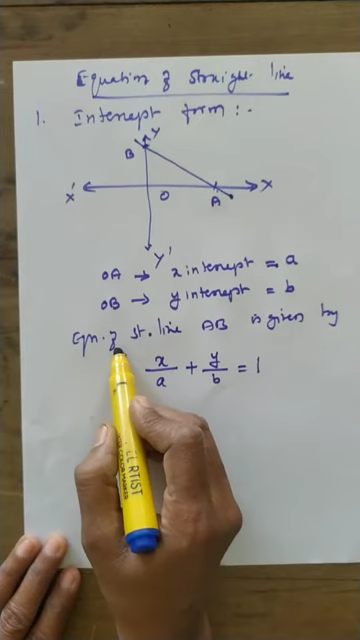 Equation of straight line
1. Intercept form :-
Y
B
X' O A X
Y'
OA → x intercept = a
OB → y intercept = b
Eqn. of st. line AB is given by
x/a + y/b = 1